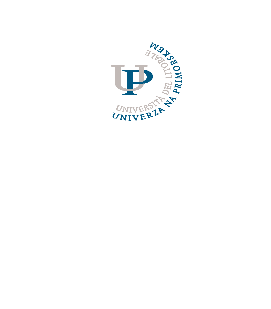 UP
UNIVERZA NA PRIMORSKEM
UNIVERSITÀ DEL LITORALE